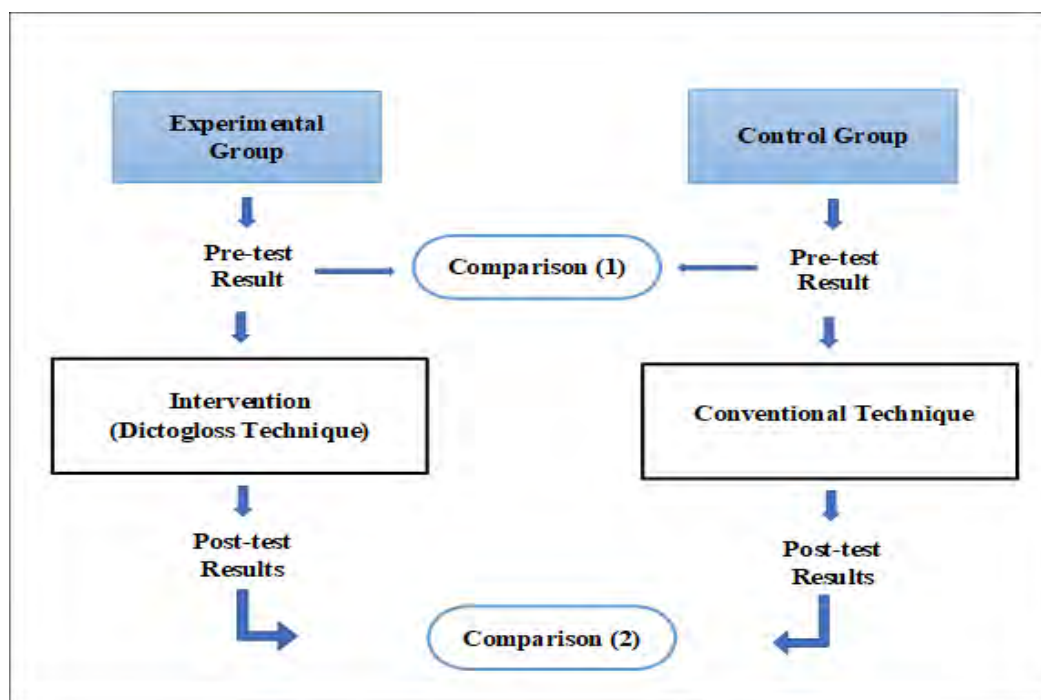 Experimental
Group
Control Group
Pre-test
Result
Comparison (1)
Pre-test
Result
Intervention
(Dictogloss Technique)
Conventional Technique
Post-test
Results
Post-test
Results
Comparison (2)